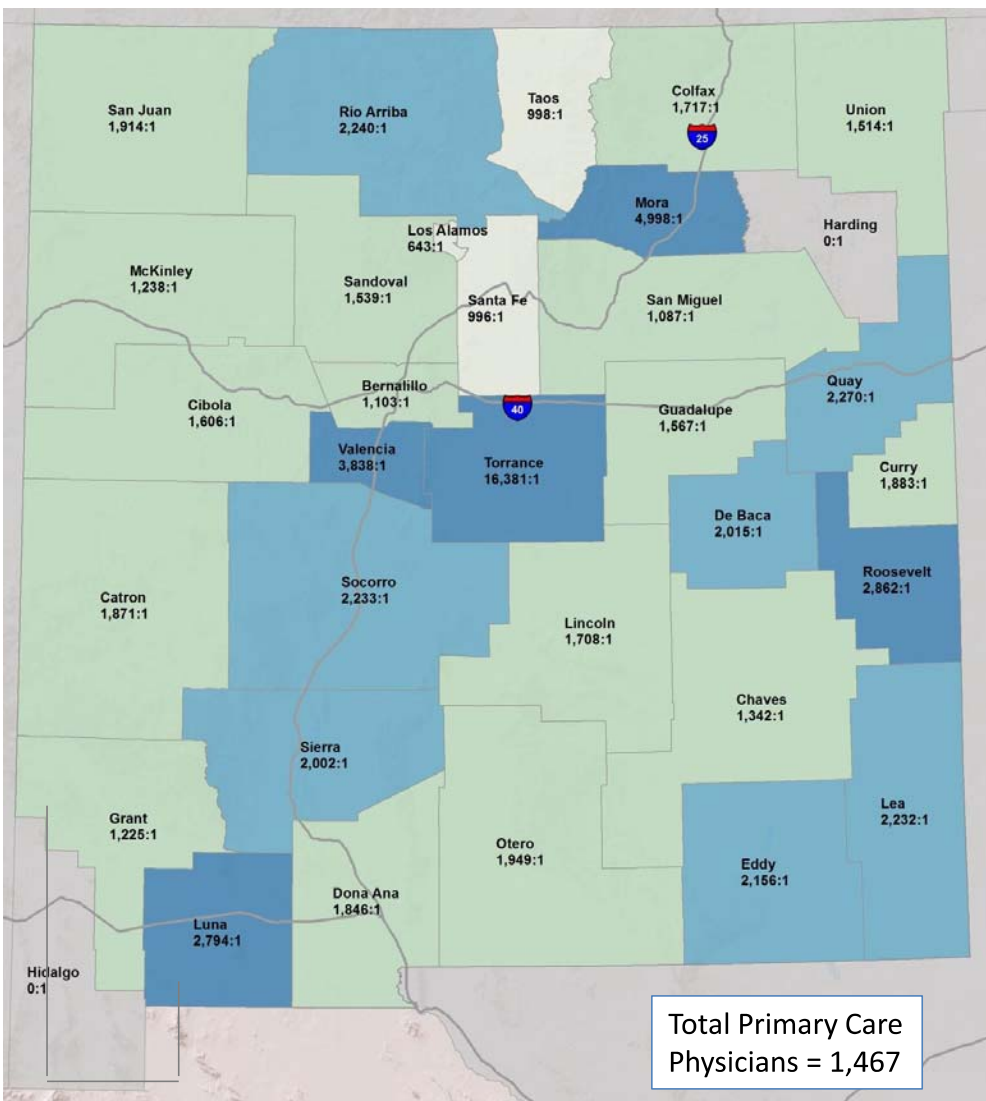 San Juan
1,914:1
Rio Arriba
2,240:1
Taos
998:1
Colfax
1,717:1
25
Union
1,514:1
Mora
4,998:1
Harding
0:1
Los Alamos
643:1
McKinley
1,238:1
Sandoval
1,539:1
Santa Fe
996:1
San Miguel
1,087:1
Bernalillo
1,103:1
Cibola
1,606:1
40
Guadalupe
1,567:1
Quay
2,270:1
Valencia
3,838:1
Torrance
16,381:1
Curry
1,883:1
De Baca
2,015:1
Roosevelt
2,862:1
Catron
1,871:1
Socorro
2,233:1
Lincoln
1,708:1
Chaves
1,342:1
Sierra
2,002:1
Grant
1,225:1
Otero
1,949:1
Lea
2,232:1
Eddy
2,156:1
Dona Ana
1,846:1
Luna
2,794:1
Hidalgo
0:1
Total Primary Care
Physicians = 1,467